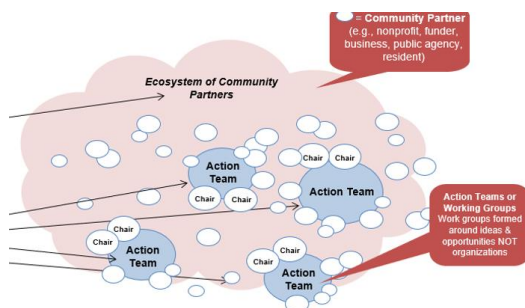 = Community Partner
(e.g., nonprofit, funder,
business, public agency,
resident)
Ecosystem of Community
Partners
Action
Team
Chair
Chair
Chair
Chair
Action Team
Chair
Chair
Action
Team
Chair
Chair
Action
Team
Action Teams or
Working Groups
Work groups formed
around ideas &
opportunities NOT
organizations